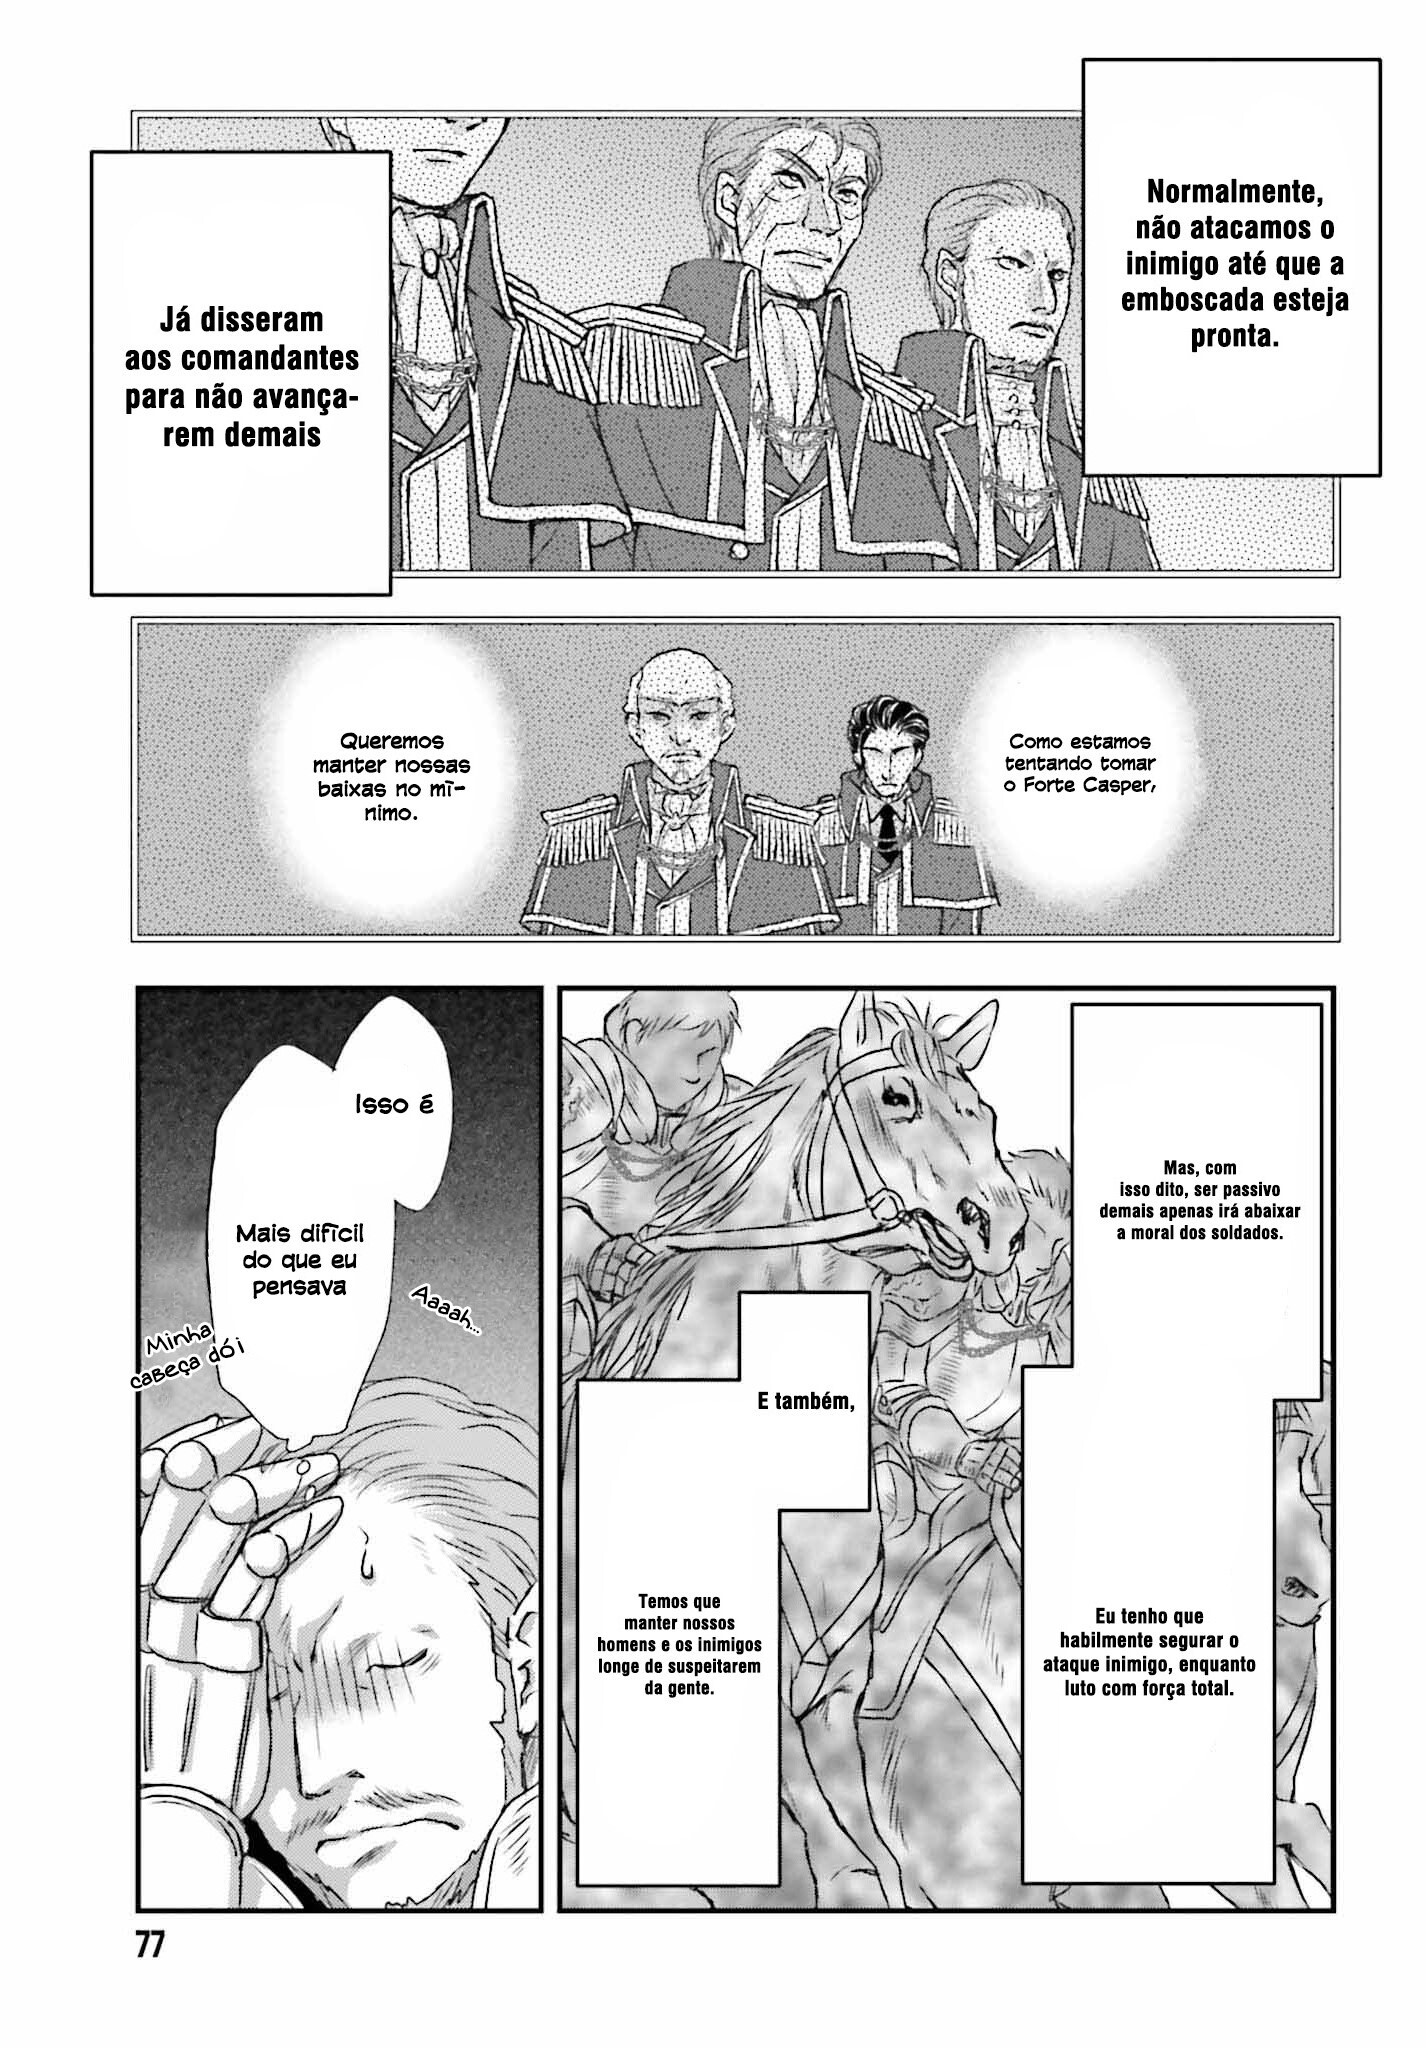 Normalmente,
não atacamos o
inimigo até que a
emboscada esteja
pronta.
Já disseram
aos comandantes
para não avança-
rem demais
Como estamos
tentando tomar
o Forte Casper,
Queremos
manter nossas
baixas no mí-
nimo.
Mas, com
isso dito, ser passivo
demais apenas irá abaixar
a moral dos soldados.
Eu tenho que
habilmente segurar o
ataque inimigo, enquanto
luto com força total.
E também,
Temos que
manter nossos
homens e os inimigos
longe de suspeitarem
da gente.
Isso é
Mais difícil
do que eu
pensava
Aaaah...
Minha
cabeça dói
77